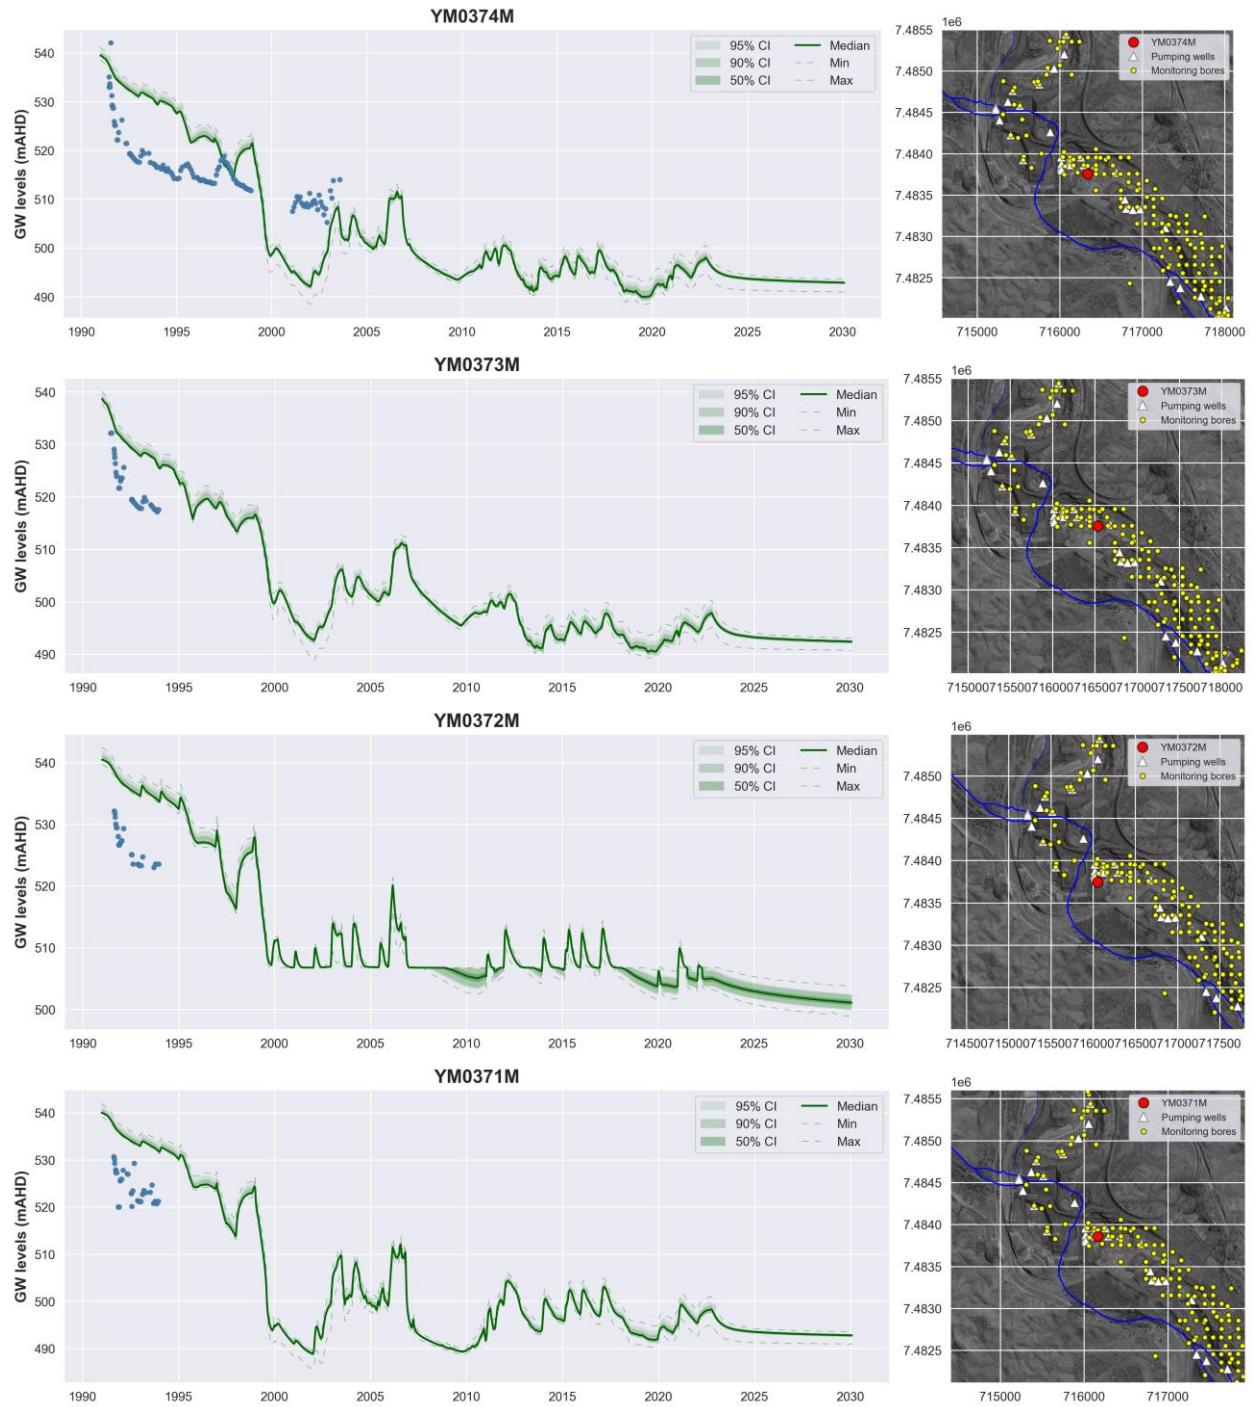 YM0374M
GW levels (mAHD)
540
530
520
510
500
490
1990 1995 2000 2005 2010 2015 2020 2025 2030
95% CI Median
90% CI Min
50% CI Max
1e6
7.4855
7.4850
7.4845
7.4840
7.4835
7.4830
7.4825
715000 716000 717000 718000
YM0374M
Pumping wells
Monitoring bores
YM0373M
GW levels (mAHD)
540
530
520
510
500
490
1990 1995 2000 2005 2010 2015 2020 2025 2030
95% CI Median
90% CI Min
50% CI Max
1e6
7.4855
7.4850
7.4845
7.4840
7.4835
7.4830
7.4825
715000715500716000716500717000717500718000
YM0373M
Pumping wells
Monitoring bores
YM0372M
GW levels (mAHD)
540
530
520
510
500
1990 1995 2000 2005 2010 2015 2020 2025 2030
95% CI Median
90% CI Min
50% CI Max
1e6
7.4850
7.4845
7.4840
7.4835
7.4830
7.4825
714500715000715500716000716500717000717500
YM0372M
Pumping wells
Monitoring bores
YM0371M
GW levels (mAHD)
540
530
520
510
500
490
1990 1995 2000 2005 2010 2015 2020 2025 2030
95% CI Median
90% CI Min
50% CI Max
1e6
7.4855
7.4850
7.4845
7.4840
7.4835
7.4830
7.4825
715000 716000 717000
YM0371M
Pumping wells
Monitoring bores